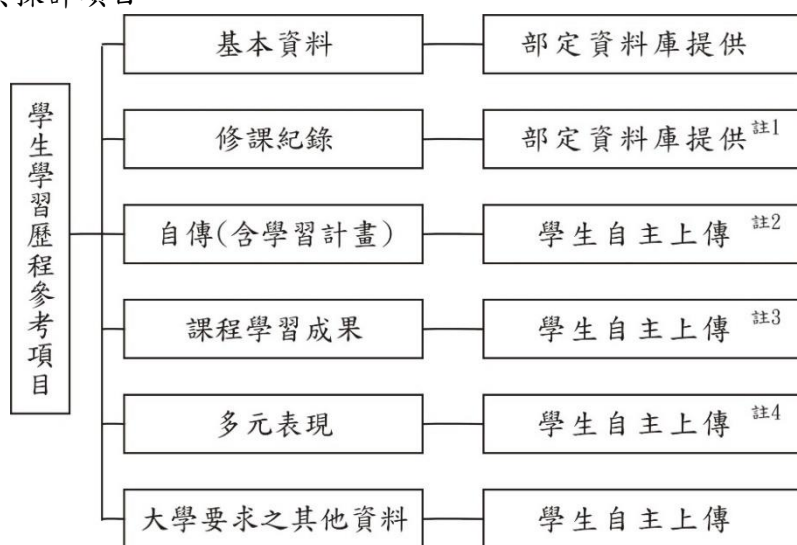 採計項目
學生學習歷程參考項目
基本資料
部定資料庫提供
修課紀錄
部定資料庫提供 註1
自傳(含學習計畫)
學生自主上傳 註2
課程學習成果
學生自主上傳 註3
多元表現
學生自主上傳 註4
大學要求之其他資料
學生自主上傳